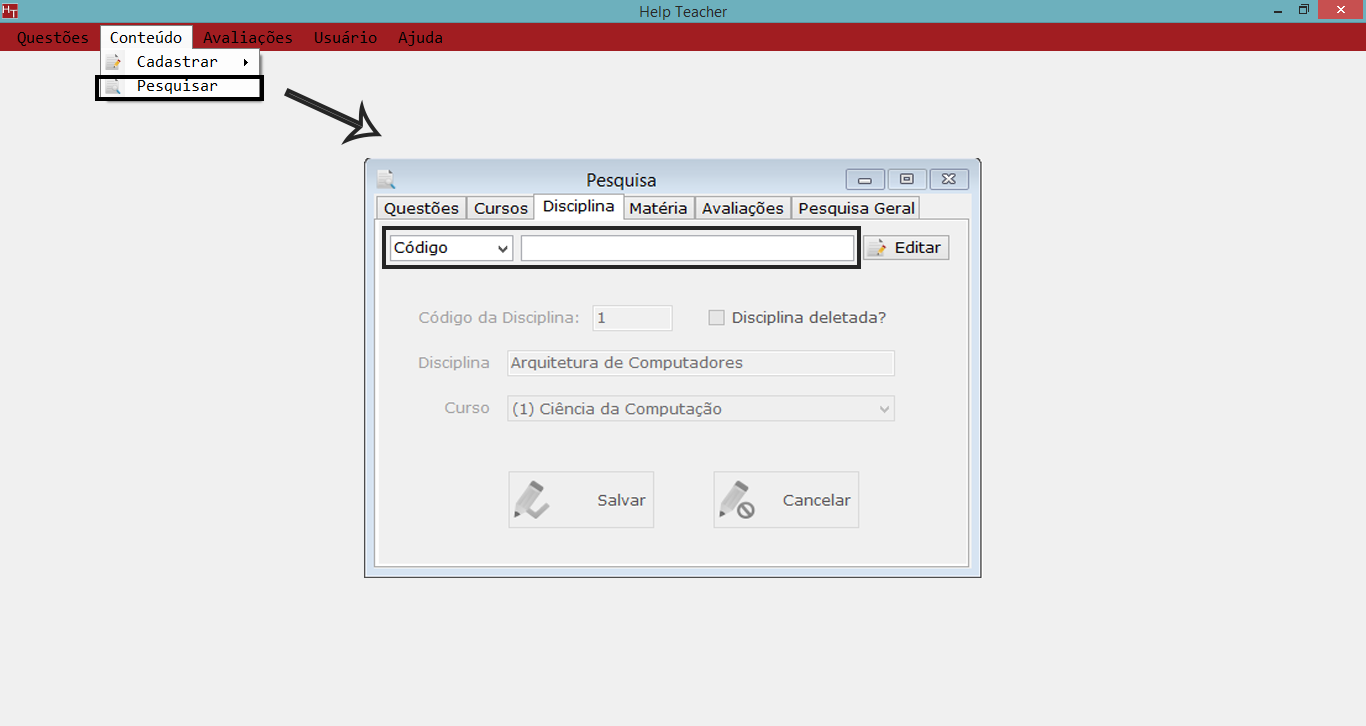 HT Help Teacher
Questões Conteúdo Avaliações Usuário Ajuda
Cadastrar
Pesquisar
Pesquisa
Questões Cursos Disciplina Matéria Avaliações Pesquisa Geral
Código Editar
Código da Disciplina: 1 Disciplina deletada?
Disciplina Arquitetura de Computadores
Curso (1) Ciência da Computação
Salvar Cancelar